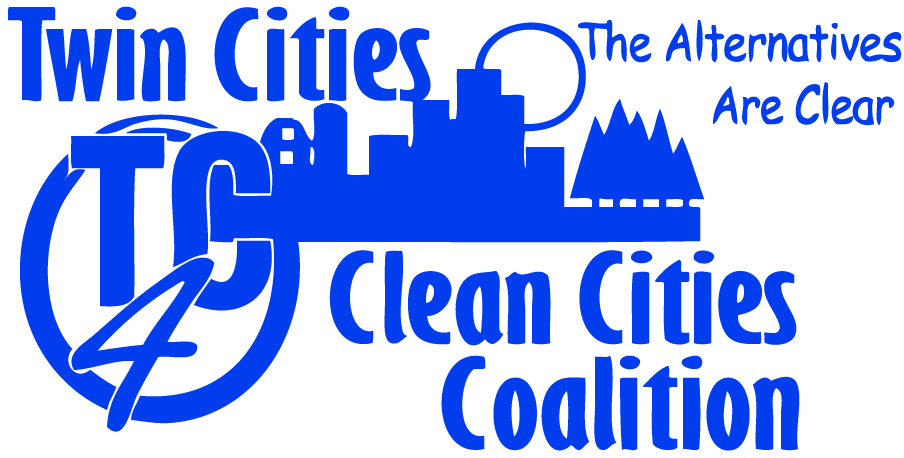 Twin Cities
The Alternatives
Are Clear
TC
4
Clean Cities
Coalition